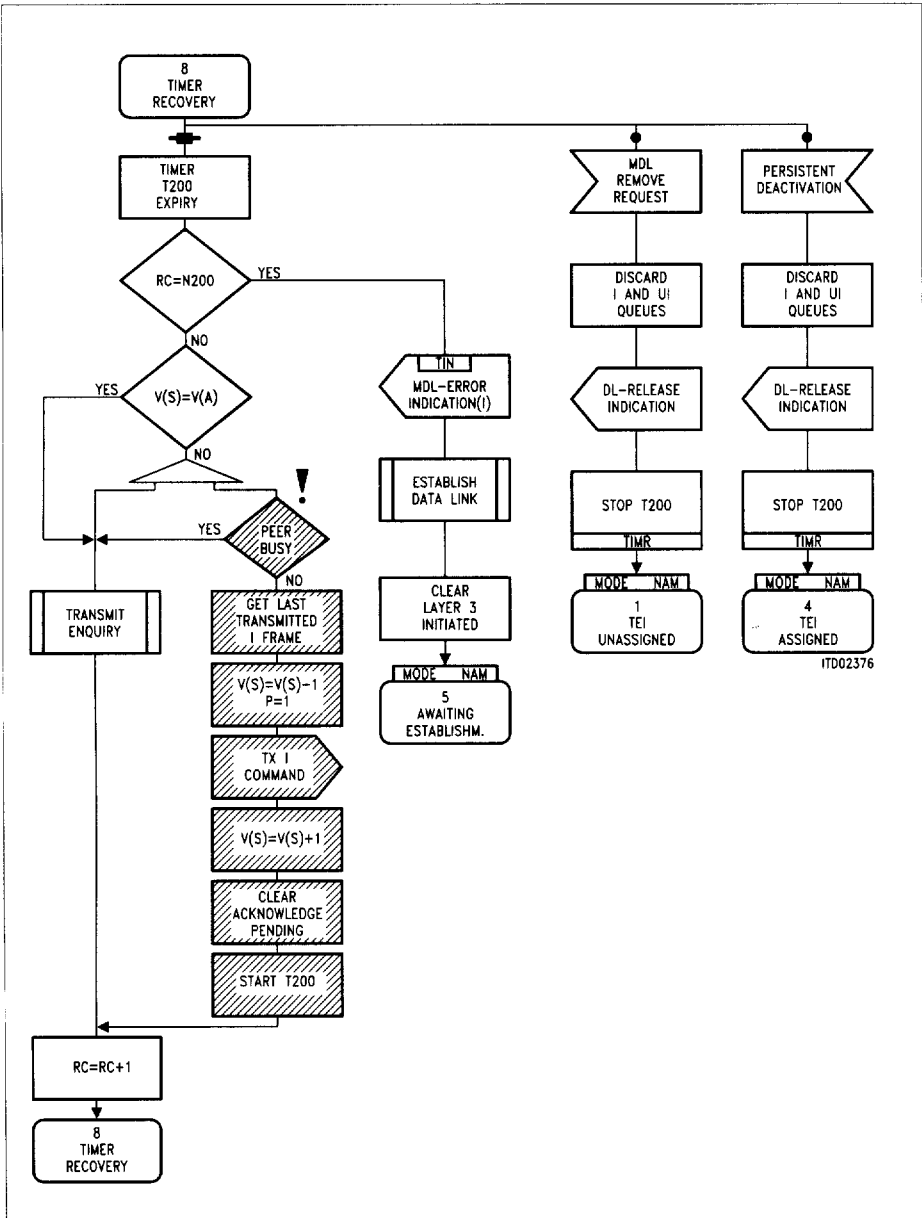 8
TIMER
RECOVERY
TIMER
T200
EXPIRY
MDL
REMOVE
REQUEST
PERSISTENT
DEACTIVATION
RC=N200
YES
NO
DISCARD
I AND UI
QUEUES
DISCARD
I AND UI
QUEUES
V(S)=V(A)
YES
NO
TIN
MDL-ERROR
INDICATION(I)
DL-RELEASE
INDICATION
DL-RELEASE
INDICATION
!
PEER
BUSY
YES
NO
ESTABLISH
DATA LINK
STOP T200
TIMR
STOP T200
TIMR
TRANSMIT
ENQUIRY
GET LAST
TRANSMITTED
I FRAME
CLEAR
LAYER 3
INITIATED
MODE NAM
1
TEI
UNASSIGNED
MODE NAM
4
TEI
ASSIGNED
ITD02376
V(S)=V(S)-1
P=1
MODE NAM
5
AWAITING
ESTABLISHM.
TX I
COMMAND
V(S)=V(S)+1
CLEAR
ACKNOWLEDGE
PENDING
START T200
RC=RC+1
8
TIMER
RECOVERY